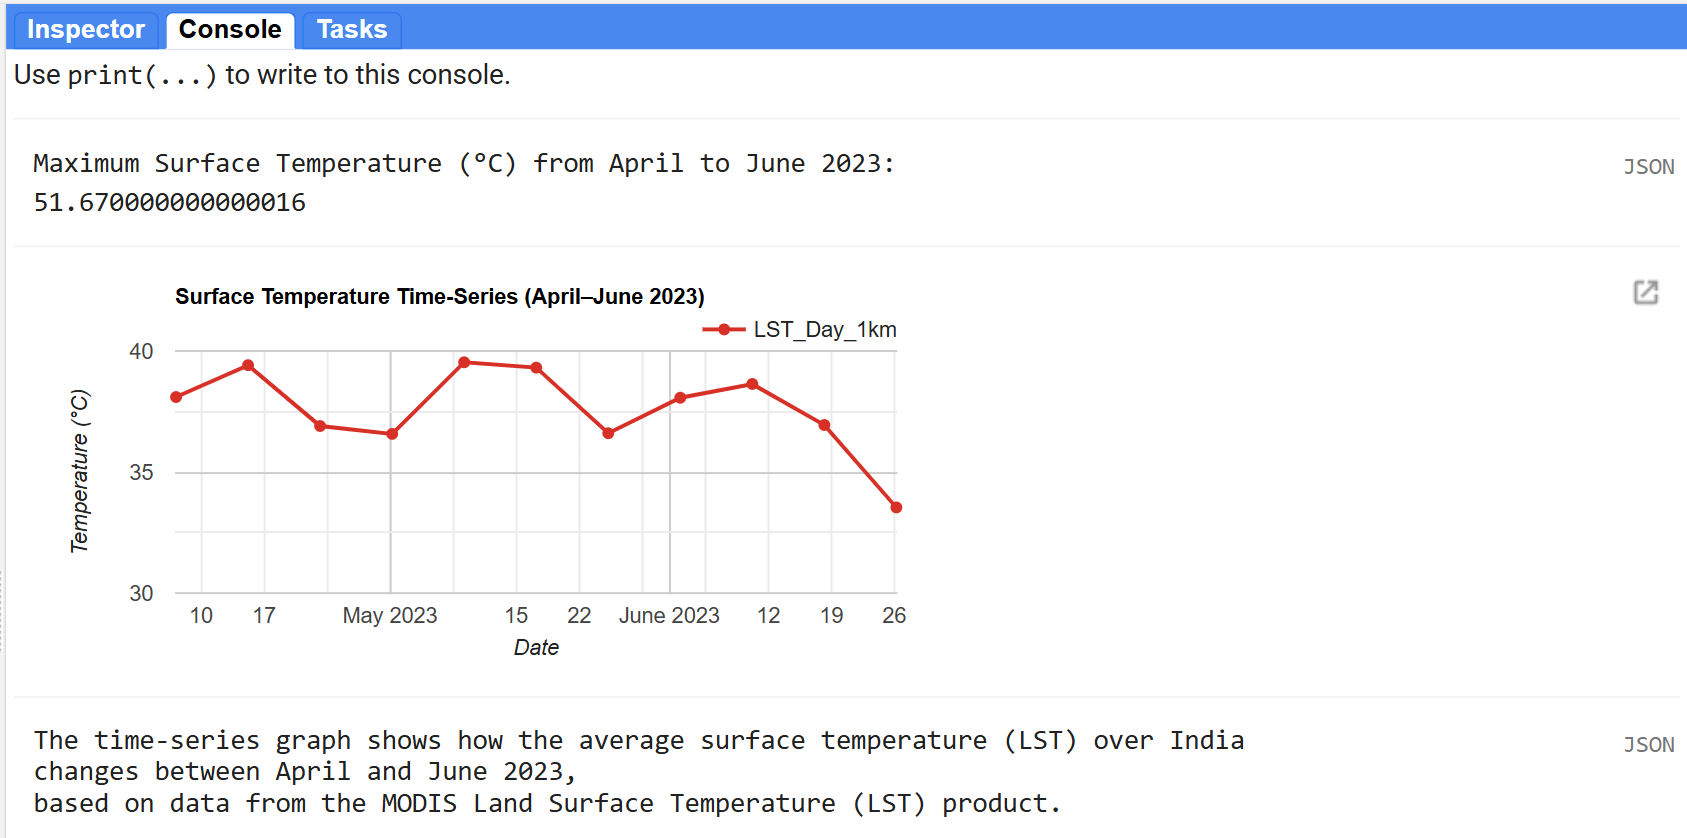 Inspector Console Tasks
Use print(...) to write to this console.
Maximum Surface Temperature (°C) from April to June 2023:
JSON
51.670000000000016
Surface Temperature Time-Series (April–June 2023)
LST_Day_1km
40
35
30
Temperature (°C)
10 17 May 2023 15 22 June 2023 12 19 26
Date
The time-series graph shows how the average surface temperature (LST) over India
JSON
changes between April and June 2023,
based on data from the MODIS Land Surface Temperature (LST) product.